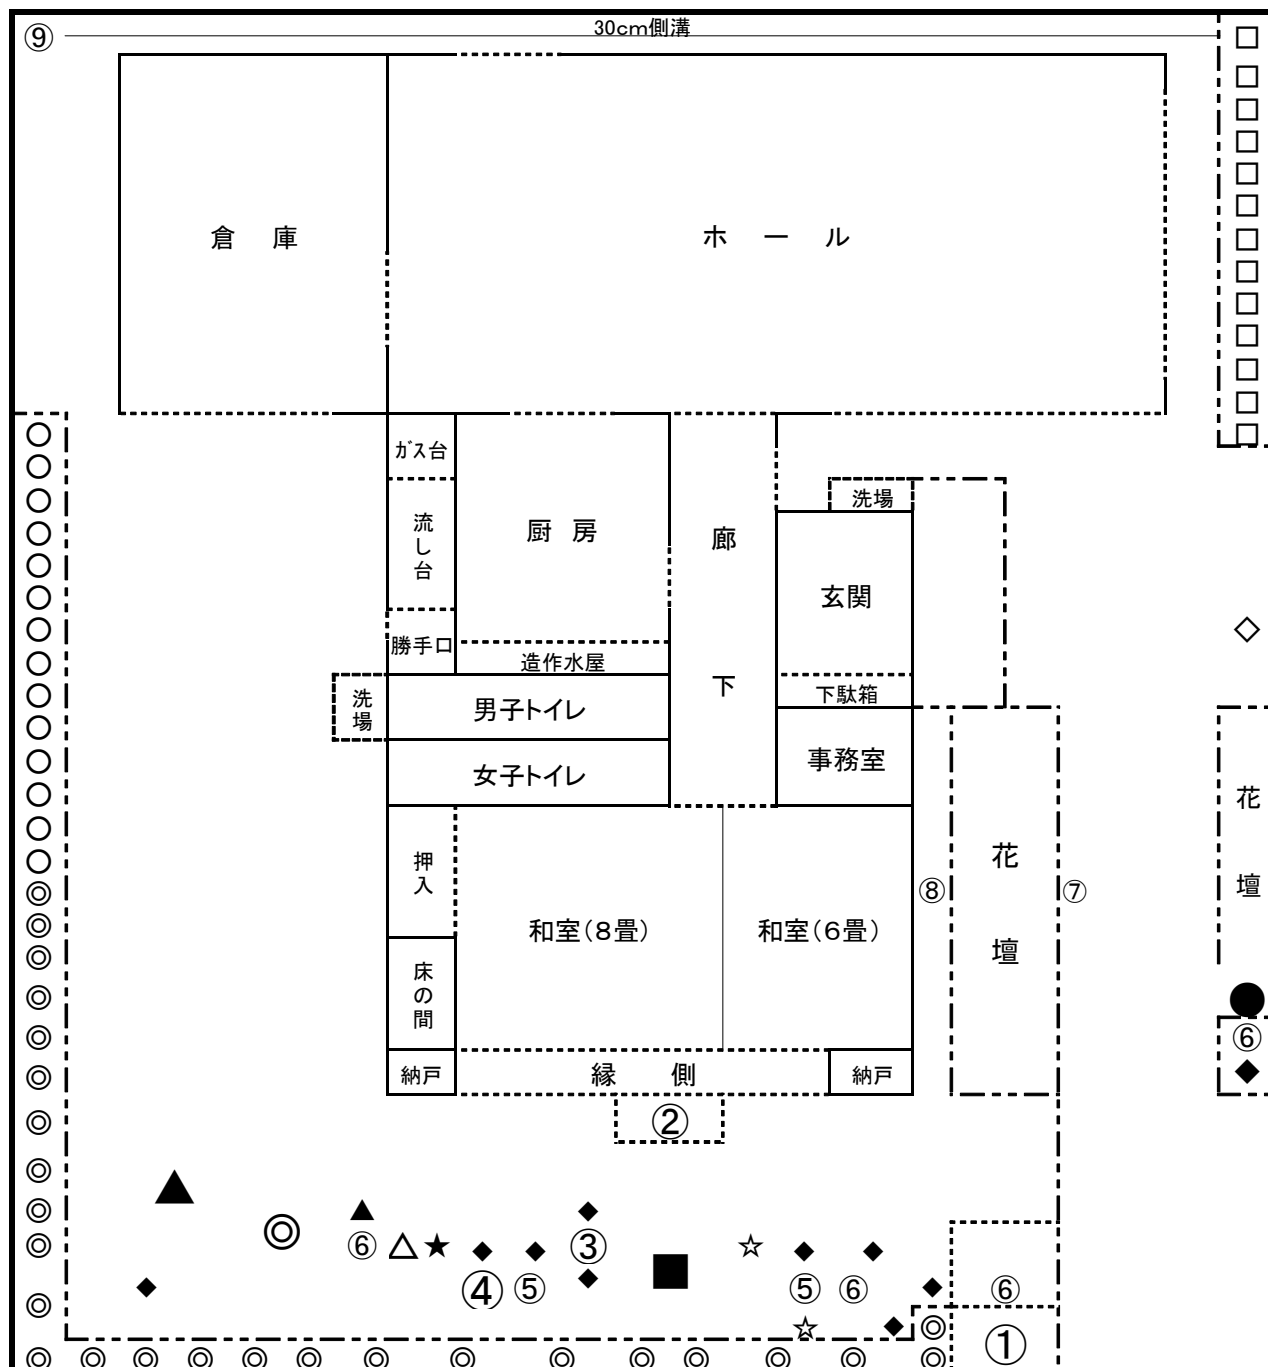 ⑨
30cm側溝
倉 庫
ホ ー ル
ガス台
流し台
厨 房
廊
下
洗場
玄関
勝手口
造作水屋
洗場
男子トイレ
下駄箱
女子トイレ
事務室
押入
床の間
和室(8畳)
和室(6畳)
⑧
花
壇
⑦
花
壇
⑥
納戸
縁 側
納戸
②
⑥
③
④
⑤
⑤
⑥
⑥
①